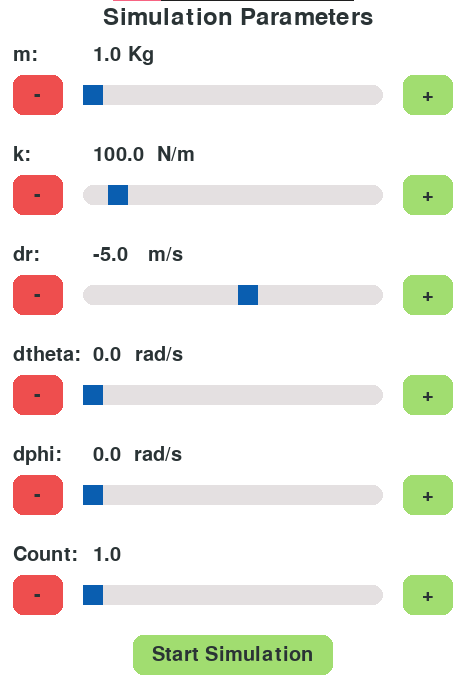 Simulation Parameters
m: 1.0 Kg
- +
k: 100.0 N/m
- +
dr: -5.0 m/s
- +
dtheta: 0.0 rad/s
- +
dphi: 0.0 rad/s
- +
Count: 1.0
- +
Start Simulation